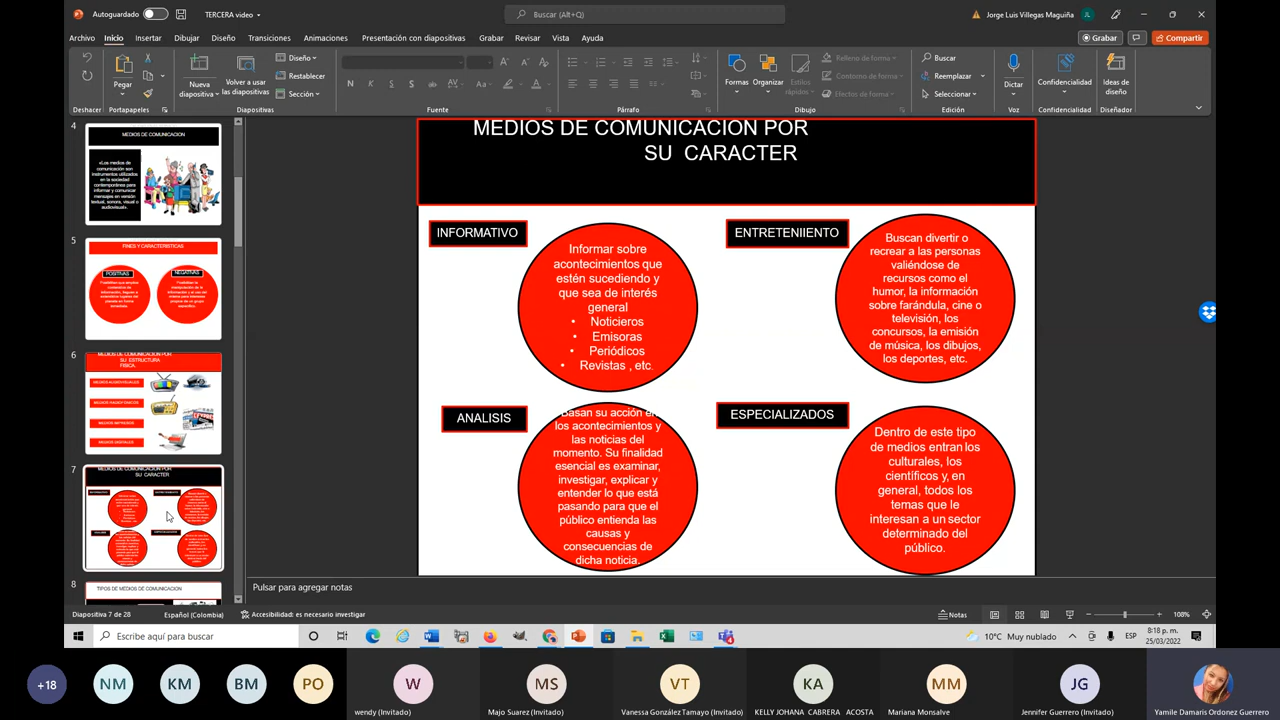 Autoguardado
TERCERA video
Buscar (Alt+Q)
Jorge Luis Villegas Maguiña
JL
Archivo
Inicio
Insertar
Dibujar
Diseño
Transiciones
Animaciones
Presentación con diapositivas
Grabar
Revisar
Vista
Ayuda
Grabar
Compartir
Pegar
Nueva
diapositiva
Volver a usar
las diapositivas
Diseño
Restablecer
Sección
Formas
Organizar
Estilos
rápidos
Relleno de forma
Contorno de forma
Efectos de forma
Buscar
Reemplazar
Seleccionar
Dictar
Confidencialidad
Ideas de
diseño
Deshacer
Portapapeles
Diapositivas
Fuente
Párrafo
Dibujo
Edición
Voz
Confidencialidad
Diseñador
4
MEDIOS DE COMUNICACION
«Los medios de
comunicación son
instrumentos utilizados
en la sociedad
contemporánea para
informar y comunicar
mensajes en versión
textual, sonora, visual o
audiovisual».
5
FINES Y CARACTERISTICAS
POSITIVAS
NEGATIVAS
6
MEDIOS DE COMUNICACION POR
SU ESTRUCTURA
FISICA.
MEDIOS AUDIOVISUALES
MEDIOS RADIOFONICOS
MEDIOS IMPRESOS
MEDIOS DIGITALES
7
MEDIOS DE COMUNICACION POR
SU CARACTER
8
TIPOS DE MEDIOS DE COMUNICACION
MEDIOS DE COMUNICACION POR
SU CARACTER
INFORMATIVO
Informar sobre
acontecimientos que
estén sucediendo y
que sea de interés
general
• Noticieros
• Emisoras
• Periódicos
• Revistas , etc.
ENTRETENIIENTO
Buscan divertir o
recrear a las personas
valiéndose de
recursos como el
humor, la información
sobre farándula, cine o
televisión, los
concursos, la emisión
de música, los dibujos,
los deportes, etc.
ANALISIS
Basan su acción en
los acontecimientos y
las noticias del
momento. Su finalidad
esencial es examinar,
investigar, explicar y
entender lo que está
pasando para que el
público entienda las
causas y
consecuencias de
dicha noticia.
ESPECIALIZADOS
Dentro de este tipo
de medios entran los
culturales, los
científicos y, en
general, todos los
temas que le
interesan a un sector
determinado del
público.
Pulsar para agregar notas
Diapositiva 7 de 28
Español (Colombia)
Accesibilidad: es necesario investigar
Notas
108%
Escribe aquí para buscar
10°C Muy nublado
ESP
8:18 p. m.
25/03/2022
+18
NM
KM
BM
PO
W
wendy (Invitado)
MS
Majo Suarez (Invitado)
VT
Vanessa González Tamayo (Invitado)
KA
KELLY JOHANA CABRERA ACOSTA
MM
Mariana Monsalve
JG
Jennifer Guerrero (Invitado)
Yamile Damaris Ordonez Guerrero